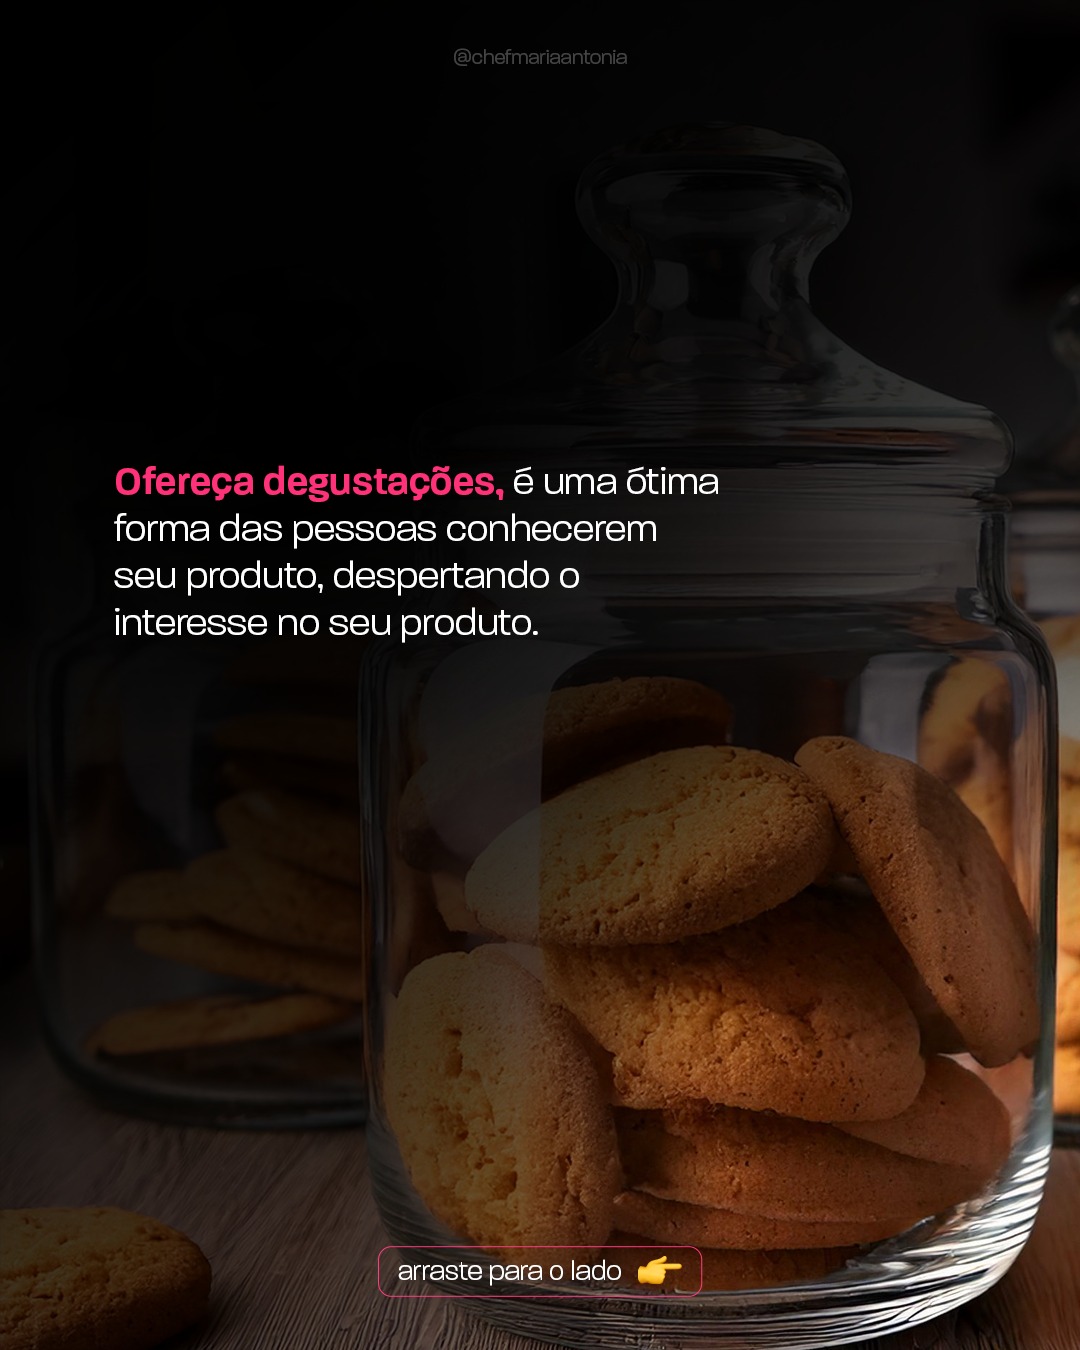 @chefmariaantonia
Ofereça degustações, é uma ótima
forma das pessoas conhecerem
seu produto, despertando o
interesse no seu produto.
arraste para o lado 👉